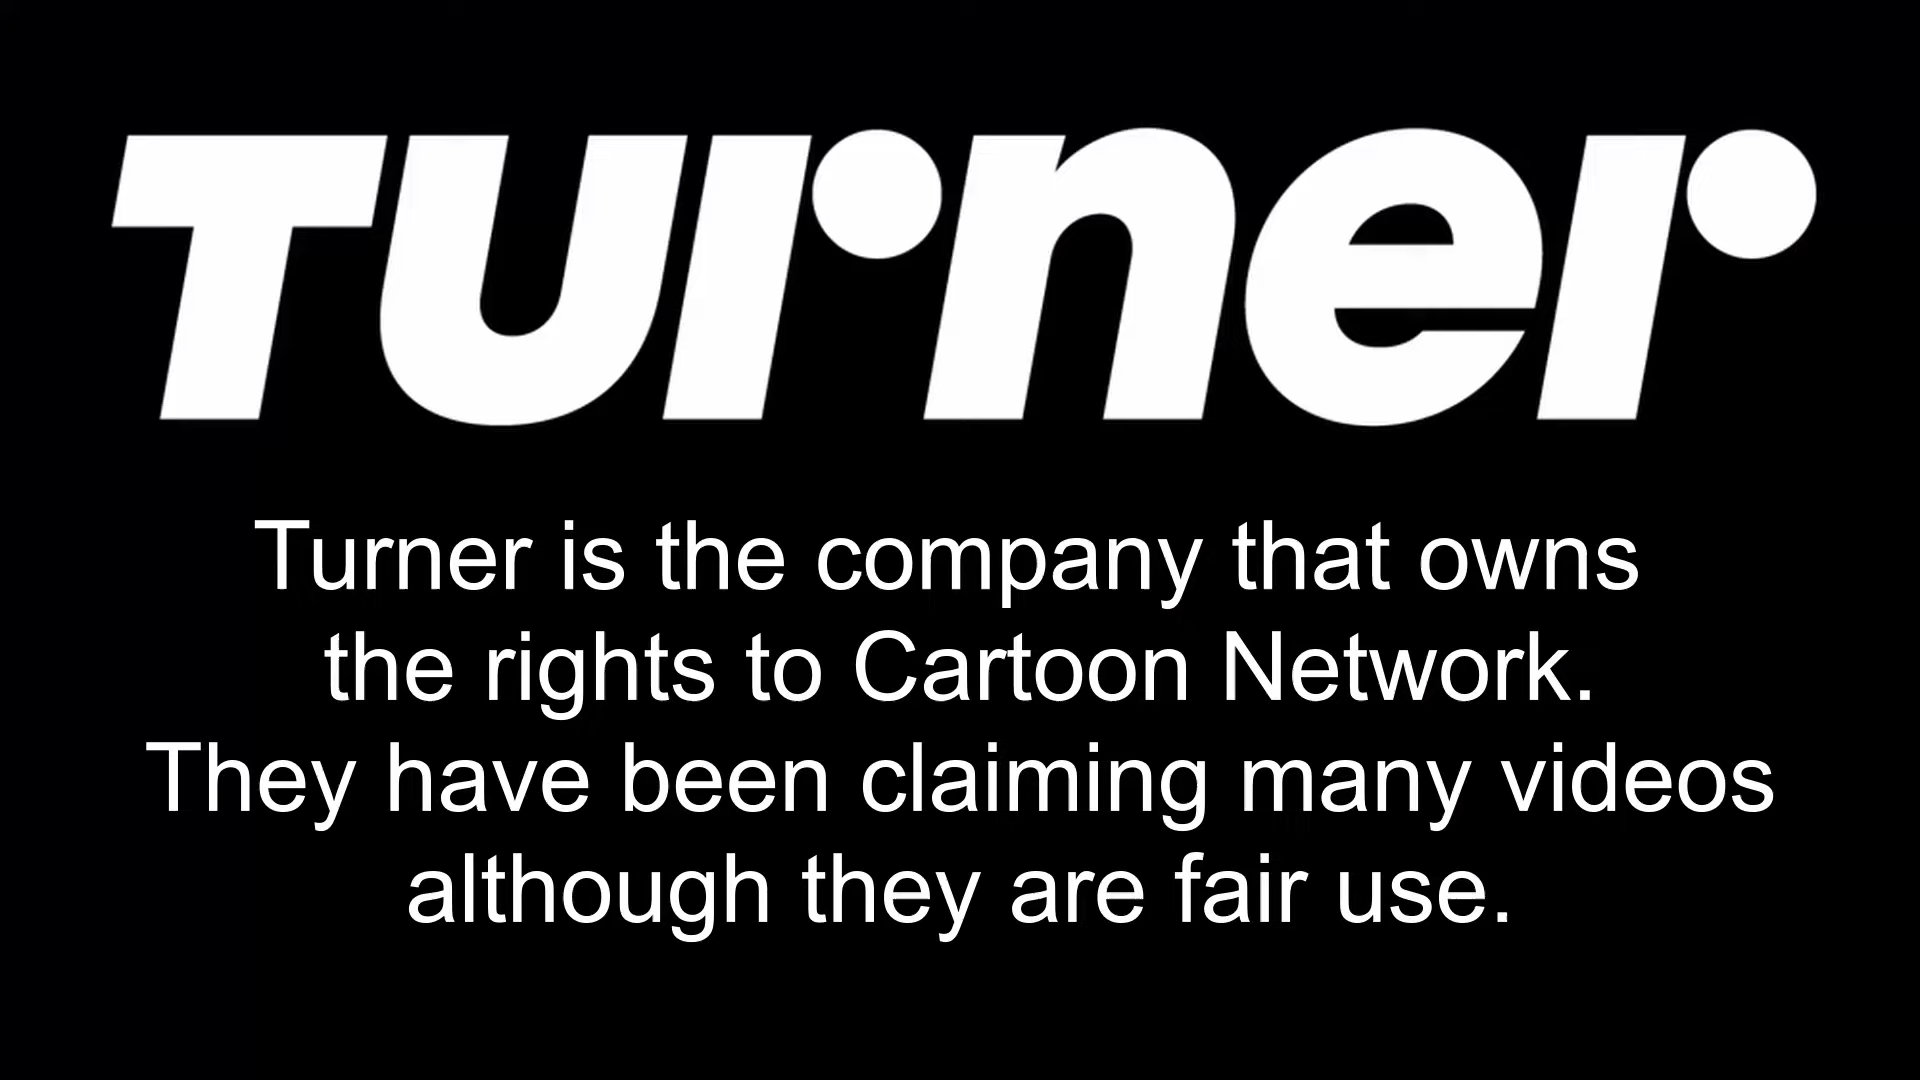 Turner
Turner is the company that owns
the rights to Cartoon Network.
They have been claiming many videos
although they are fair use.